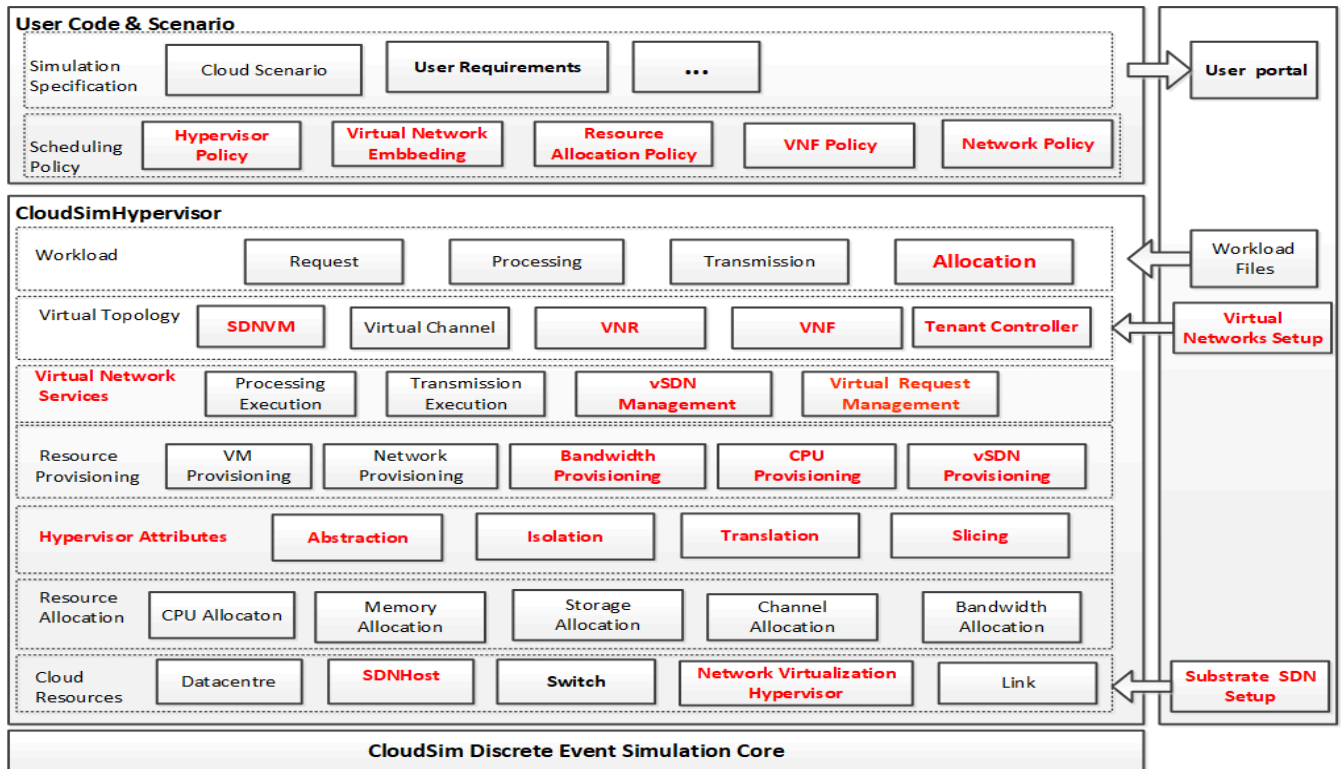 User Code & Scenario
Simulation
Specification
Cloud Scenario
User Requirements
...
User portal
Scheduling
Policy
Hypervisor
Policy
Virtual Network
Embbeding
Resource
Allocation Policy
VNF Policy
Network Policy
CloudSimHypervisor
Workload
Request
Processing
Transmission
Allocation
Workload
Files
Virtual Topology
SDNVM
Virtual Channel
VNR
VNF
Tenant Controller
Virtual
Networks Setup
Virtual Network
Services
Processing
Execution
Transmission
Execution
vSDN
Management
Virtual Request
Management
Resource
Provisioning
VM
Provisioning
Network
Provisioning
Bandwidth
Provisioning
CPU
Provisioning
vSDN
Provisioning
Hypervisor Attributes
Abstraction
Isolation
Translation
Slicing
Resource
Allocation
CPU Allocaton
Memory
Allocation
Storage
Allocation
Channel
Allocation
Bandwidth
Allocation
Cloud
Resources
Datacentre
SDNHost
Switch
Network Virtualization
Hypervisor
Link
Substrate SDN
Setup
CloudSim Discrete Event Simulation Core